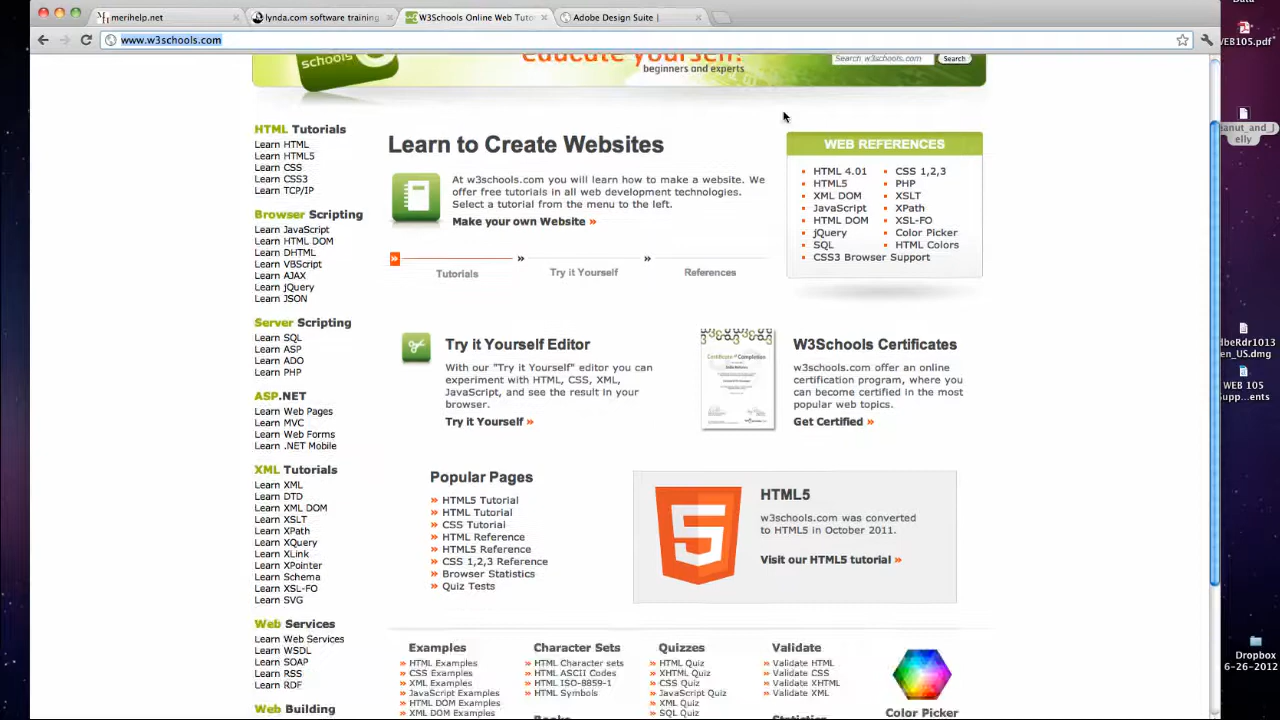 merihelp.net
lynda.com software training
W3Schools Online Web Tuto
Adobe Design Suite |
www.w3schools.com
schools
educate yourself
beginners and experts
Search w3schools.com
Search
HTML Tutorials
Learn HTML
Learn HTML5
Learn CSS
Learn CSS3
Learn TCP/IP
Browser Scripting
Learn JavaScript
Learn HTML DOM
Learn DHTML
Learn VBScript
Learn AJAX
Learn jQuery
Learn JSON
Server Scripting
Learn SQL
Learn ASP
Learn ADO
Learn PHP
ASP.NET
Learn Web Pages
Learn MVC
Learn Web Forms
Learn .NET Mobile
XML Tutorials
Learn XML
Learn DTD
Learn XML DOM
Learn XSLT
Learn XPath
Learn XQuery
Learn XLink
Learn XPointer
Learn Schema
Learn XSL-FO
Learn SVG
Web Services
Learn Web Services
Learn WSDL
Learn SOAP
Learn RSS
Learn RDF
Web Building
Learn to Create Websites
At w3schools.com you will learn how to make a website. We
offer free tutorials in all web development technologies.
Select a tutorial from the menu to the left.
Make your own Website »
Tutorials
Try it Yourself
References
WEB REFERENCES
HTML 4.01
HTML5
XML DOM
JavaScript
HTML DOM
jQuery
SQL
CSS3 Browser Support
CSS 1,2,3
PHP
XSLT
XPath
XSL-FO
Color Picker
HTML Colors
Try it Yourself Editor
With our "Try it Yourself" editor you can
experiment with HTML, CSS, XML,
JavaScript, and see the result in your
browser.
Try it Yourself »
Certificate of Completion
W3Schools Certificates
w3schools.com offer an online
certification program, where you
can become certified in the most
popular web topics.
Get Certified »
Popular Pages
» HTML5 Tutorial
» HTML Tutorial
» CSS Tutorial
» HTML Reference
» HTML5 Reference
» CSS 1,2,3 Reference
» Browser Statistics
» Quiz Tests
5
HTML5
w3schools.com was converted
to HTML5 in October 2011.
Visit our HTML5 tutorial »
Examples
» HTML Examples
» CSS Examples
» XML Examples
» JavaScript Examples
» HTML DOM Examples
» XML DOM Examples
Character Sets
» HTML Character sets
» HTML ASCII Codes
» HTML ISO-8859-1
» HTML Symbols
Books
Quizzes
» HTML Quiz
» XHTML Quiz
» CSS Quiz
» JavaScript Quiz
» XML Quiz
» SQL Quiz
Validate
» Validate HTML
» Validate CSS
» Validate XHTML
» Validate XML
Statistics
Color Picker
Data
WEB105.pdf
eanut_and_j
elly
dbeRdr1013
en_US.dmg
WEB 105
Supp...ents
Dropbox
6-26-2012